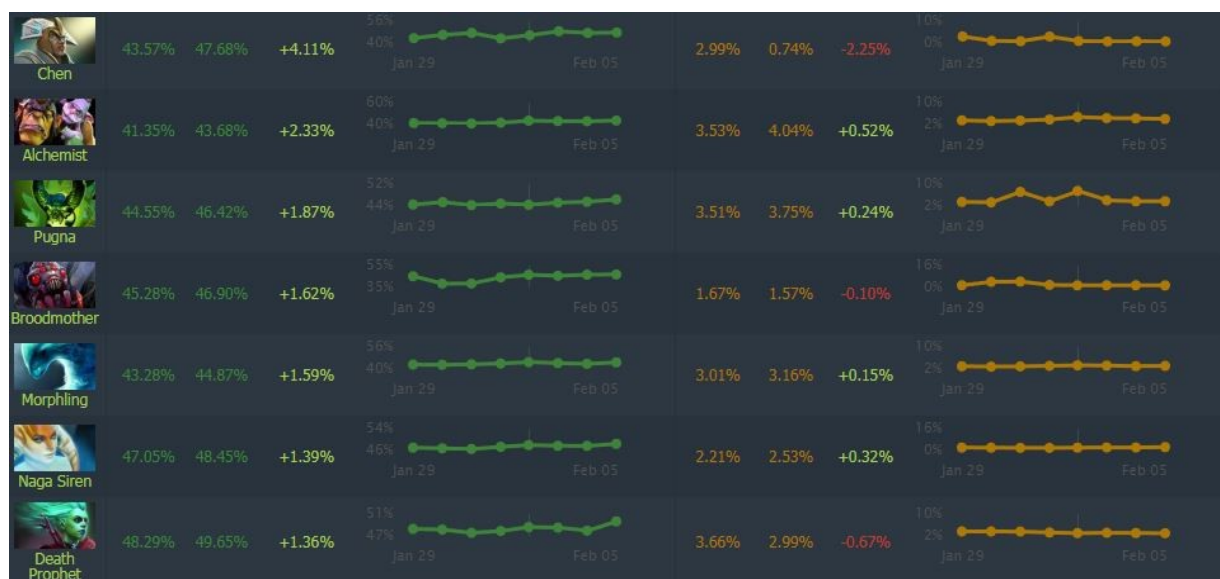 56% 10%
43.57% 47.68% +4.11% 40% 2.99% 0.74% -2.25% 0%
Chen Jan 29 Feb 05 Jan 29 Feb 05
60% 10%
41.35% 43.68% +2.33% 40% 3.53% 4.04% +0.52% 2%
Alchemist Jan 29 Feb 05 Jan 29 Feb 05
52% 10%
44.55% 46.42% +1.87% 44% 3.51% 3.75% +0.24% 2%
Pugna Jan 29 Feb 05 Jan 29 Feb 05
55% 16%
45.28% 46.90% +1.62% 35% 1.67% 1.57% -0.10% 0%
Broodmother Jan 29 Feb 05 Jan 29 Feb 05
56% 10%
43.28% 44.87% +1.59% 40% 3.01% 3.16% +0.15% 2%
Morphling Jan 29 Feb 05 Jan 29 Feb 05
54% 16%
47.05% 48.45% +1.39% 46% 2.21% 2.53% +0.32% 0%
Naga Siren Jan 29 Feb 05 Jan 29 Feb 05
51% 10%
48.29% 49.65% +1.36% 47% 3.66% 2.99% -0.67% 2%
Death Jan 29 Feb 05 Jan 29 Feb 05
Prophet